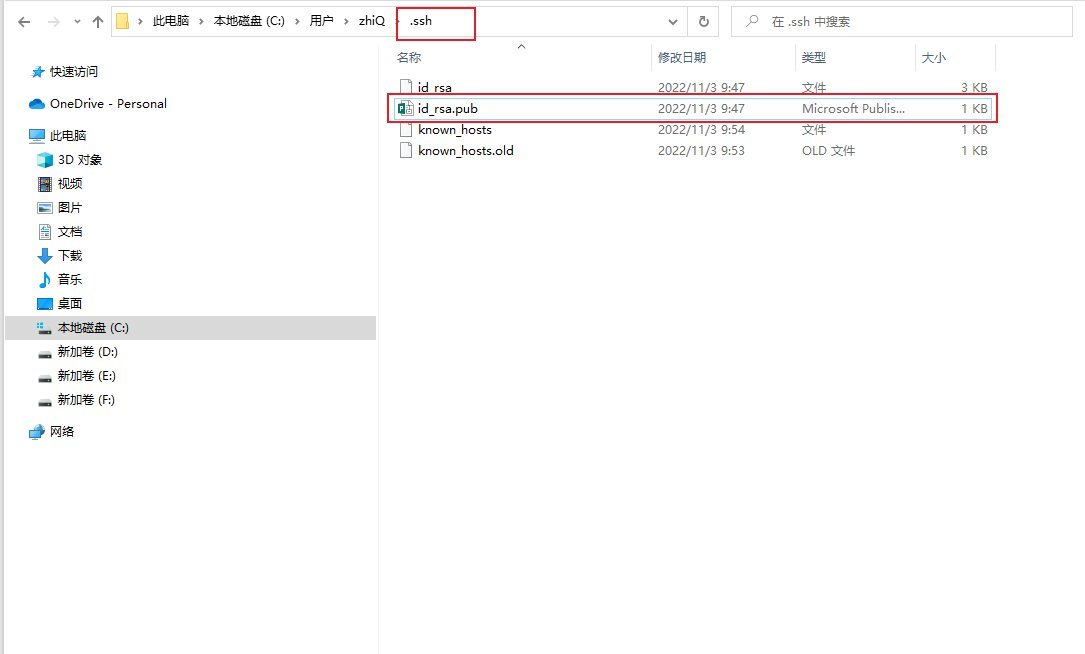 此电脑 › 本地磁盘 (C:) › 用户 › zhiQ › .ssh
在 .ssh 中搜索
名称 修改日期 类型 大小
快速访问
OneDrive - Personal
此电脑
3D 对象
视频
图片
文档
下载
音乐
桌面
本地磁盘 (C:)
新加卷 (D:)
新加卷 (E:)
新加卷 (F:)
网络
id_rsa 2022/11/3 9:47 文件 3 KB
id_rsa.pub 2022/11/3 9:47 Microsoft Publis... 1 KB
known_hosts 2022/11/3 9:54 文件 1 KB
known_hosts.old 2022/11/3 9:53 OLD 文件 1 KB